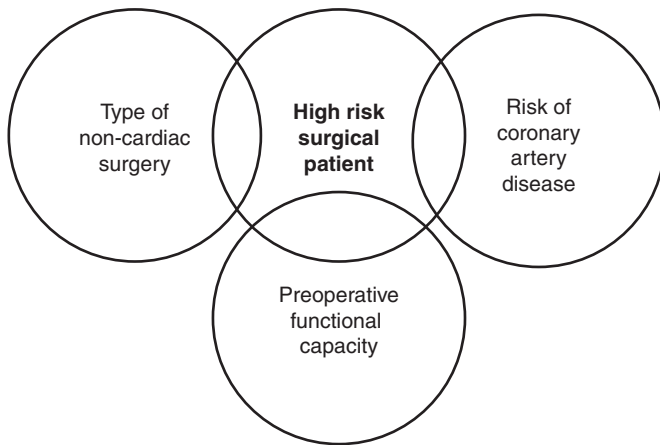 Type of
non-cardiac
surgery
High risk
surgical
patient
Risk of
coronary
artery
disease
Preoperative
functional
capacity